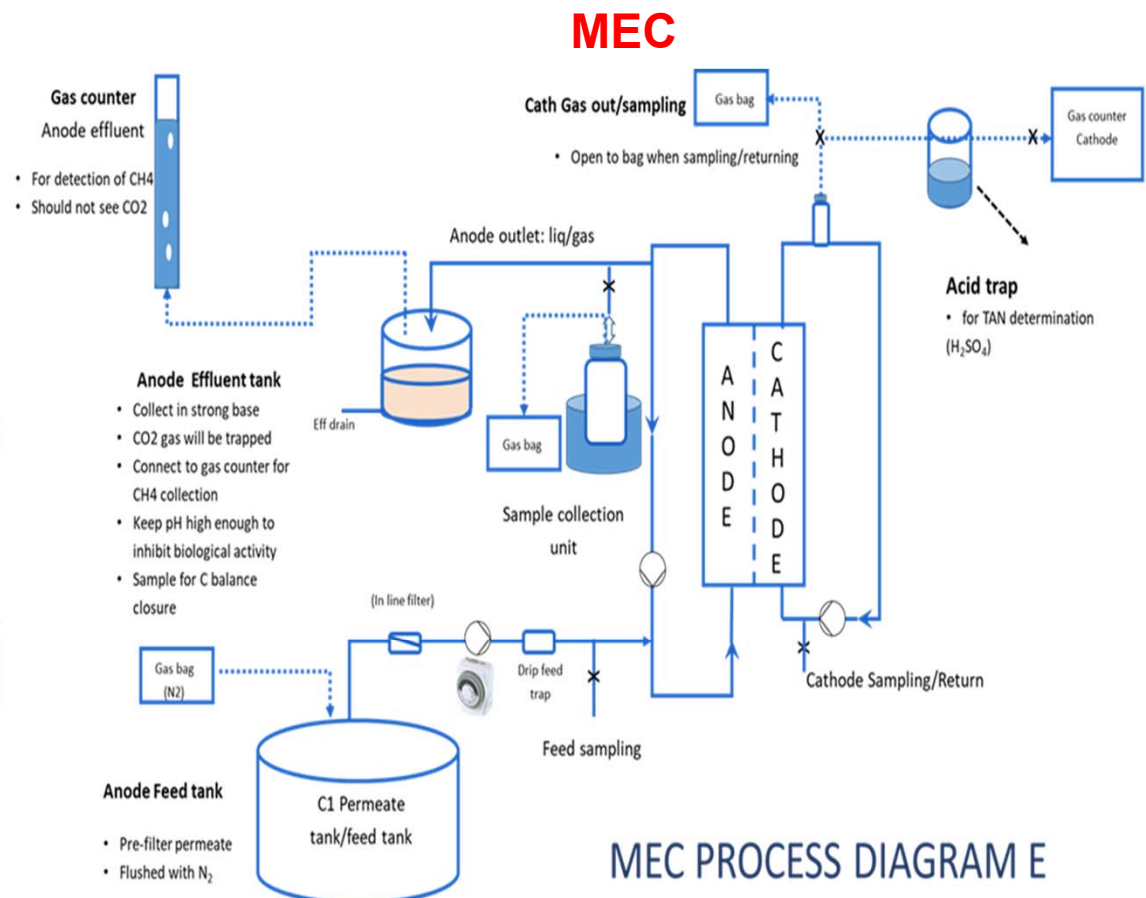 MEC
Gas counter
Anode effluent
• For detection of CH4
• Should not see CO2
Cath Gas out/sampling
• Open to bag when sampling/returning
Gas bag
Gas counter
Cathode
Anode outlet: liq/gas
Acid trap
• for TAN determination
(H₂SO₄)
Anode Effluent tank
• Collect in strong base
• CO2 gas will be trapped
• Connect to gas counter for
CH4 collection
• Keep pH high enough to
inhibit biological activity
• Sample for C balance
closure
Eff drain
Gas bag
Sample collection
unit
ANODE
CATHODE
(In line filter)
Gas bag
(N2)
Drip feed
trap
Cathode Sampling/Return
Feed sampling
Anode Feed tank
• Pre-filter permeate
• Flushed with N₂
C1 Permeate
tank/feed tank
MEC PROCESS DIAGRAM E